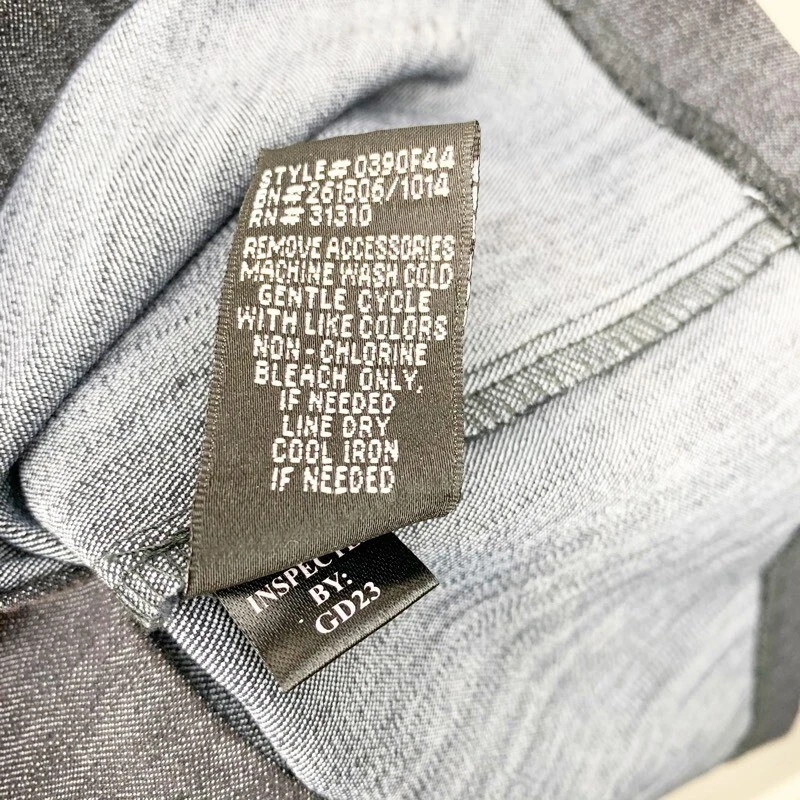 STYLE# 0390F44
BN# 261506/1014
RN# 31310
REMOVE ACCESSORIES
MACHINE WASH COLD
GENTLE CYCLE
WITH LIKE COLORS
NON-CHLORINE
BLEACH ONLY,
IF NEEDED
LINE DRY
COOL IRON
IF NEEDED
BY:
GD23